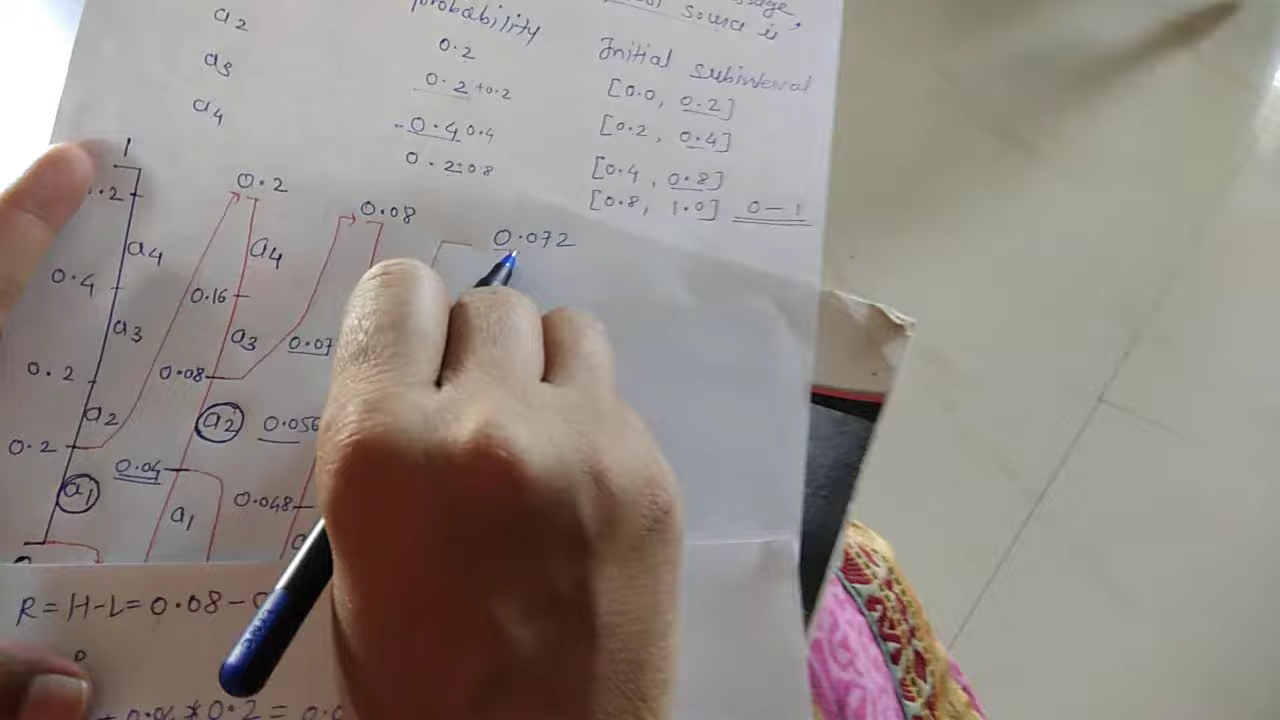 probability
source is
Initial subinterval
a2 0.2 [0.0, 0.2]
a3 0.2+0.2 [0.2, 0.4]
a4 0.4 0.4 [0.4, 0.8]
0.2 0.8 [0.8, 1.0] 0-1
1
.2
0.2
0.08
0.072
a4
a4
0.4
0.16
a3
a3
0.07
0.2
0.08
a2
a2
0.056
0.2
0.04
a1
a1
0.048
R=H-L=0.08-
*0.2=0.0